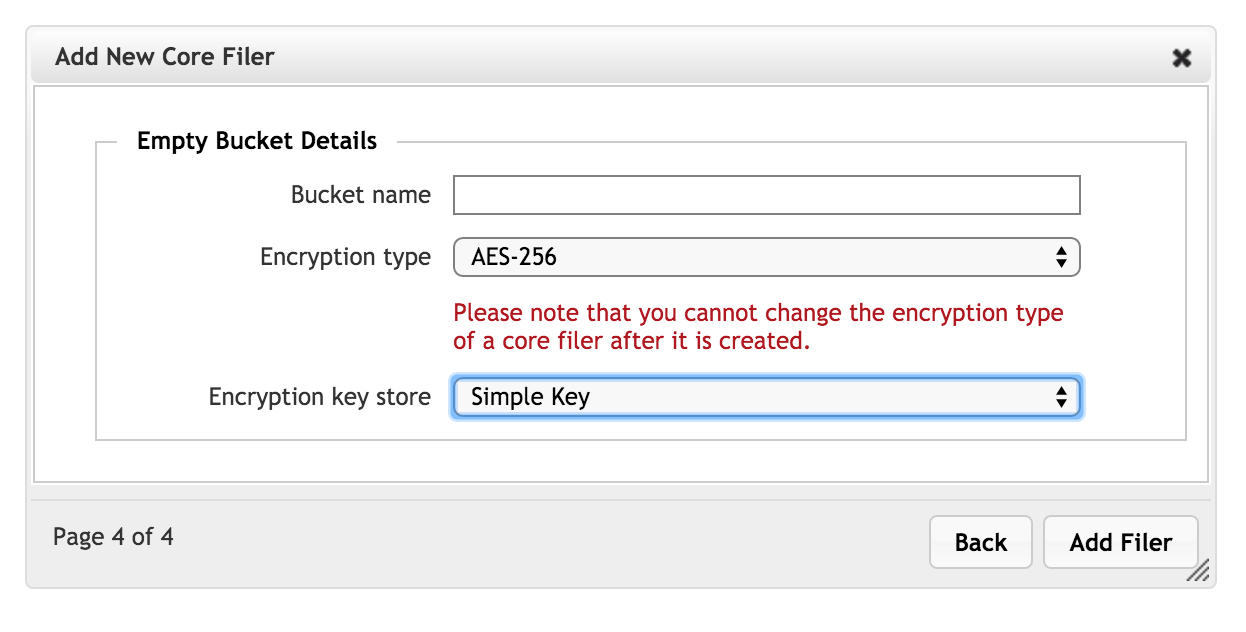 Add New Core Filer
Empty Bucket Details
Bucket name
Encryption type AES-256
Please note that you cannot change the encryption type
of a core filer after it is created.
Encryption key store Simple Key
Page 4 of 4 Back Add Filer